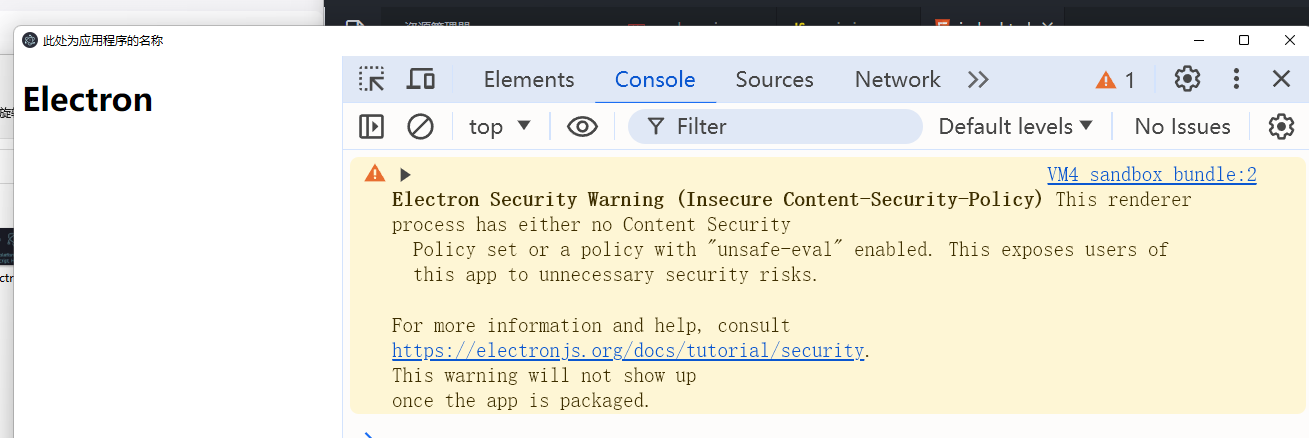 此处为应用程序的名称
Electron
Elements Console Sources Network 1
top Filter Default levels No Issues
VM4 sandbox bundle:2
Electron Security Warning (Insecure Content-Security-Policy) This renderer
process has either no Content Security
Policy set or a policy with "unsafe-eval" enabled. This exposes users of
this app to unnecessary security risks.
For more information and help, consult
https://electronjs.org/docs/tutorial/security.
This warning will not show up
once the app is packaged.